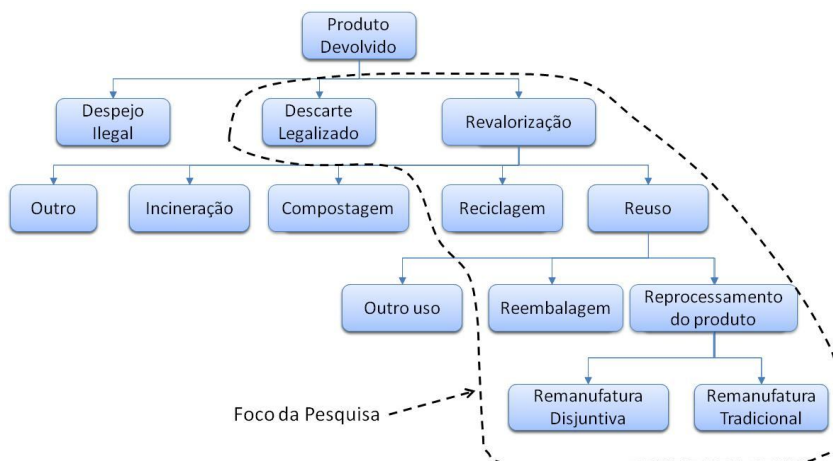 Produto
Devolvido
Despejo
Ilegal
Descarte
Legalizado
Revalorização
Outro
Incineração
Compostagem
Reciclagem
Reuso
Outro uso
Reembalagem
Reprocessamento
do produto
Foco da Pesquisa
Remanufatura
Disjuntiva
Remanufatura
Tradicional